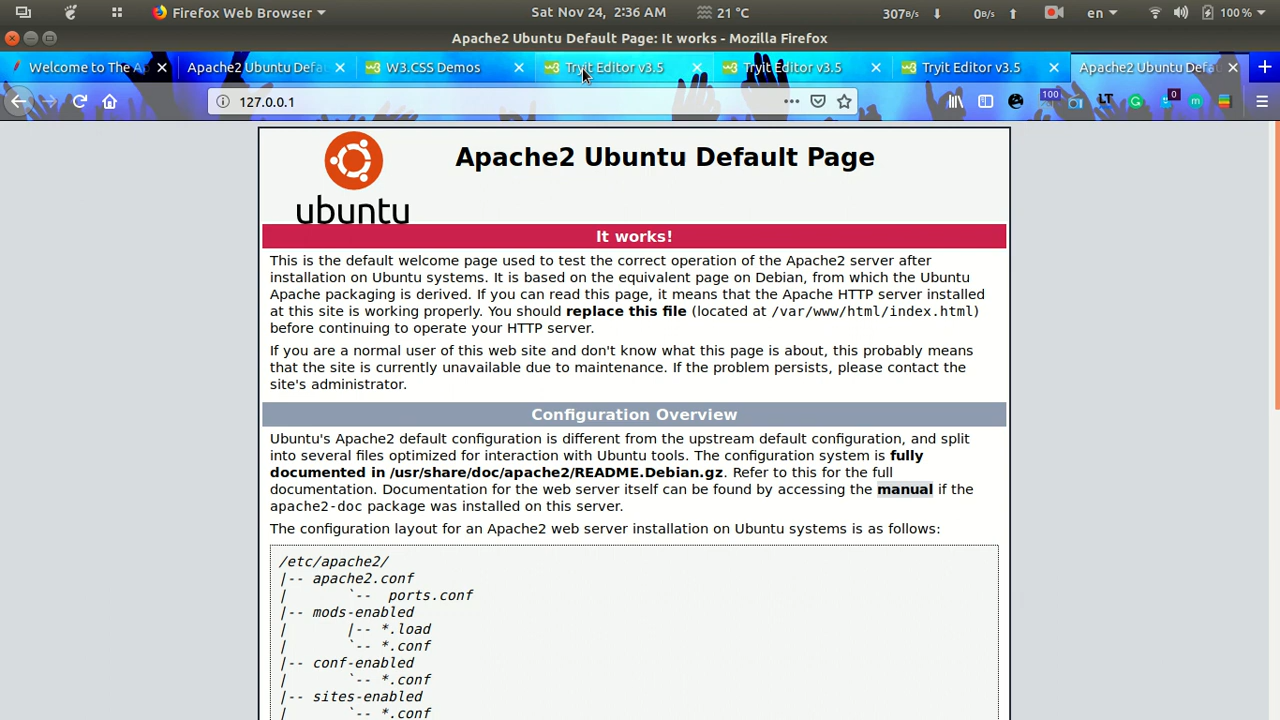 Firefox Web Browser
Sat Nov 24, 2:36 AM
21 °C
307B/s
0B/s
en
100 %
Apache2 Ubuntu Default Page: It works - Mozilla Firefox
Welcome to The Ap
Apache2 Ubuntu Defau
W3.CSS Demos
Tryit Editor v3.5
Tryit Editor v3.5
Tryit Editor v3.5
Apache2 Ubuntu Defau
127.0.0.1
100
LT
0
ubuntu
Apache2 Ubuntu Default Page
It works!
This is the default welcome page used to test the correct operation of the Apache2 server after
installation on Ubuntu systems. It is based on the equivalent page on Debian, from which the Ubuntu
Apache packaging is derived. If you can read this page, it means that the Apache HTTP server installed
at this site is working properly. You should replace this file (located at /var/www/html/index.html)
before continuing to operate your HTTP server.
If you are a normal user of this web site and don't know what this page is about, this probably means
that the site is currently unavailable due to maintenance. If the problem persists, please contact the
site's administrator.
Configuration Overview
Ubuntu's Apache2 default configuration is different from the upstream default configuration, and split
into several files optimized for interaction with Ubuntu tools. The configuration system is fully
documented in /usr/share/doc/apache2/README.Debian.gz. Refer to this for the full
documentation. Documentation for the web server itself can be found by accessing the manual if the
apache2-doc package was installed on this server.
The configuration layout for an Apache2 web server installation on Ubuntu systems is as follows:
/etc/apache2/
|-- apache2.conf
|       `--  ports.conf
|-- mods-enabled
|       |-- *.load
|       `-- *.conf
|-- conf-enabled
|       `-- *.conf
|-- sites-enabled
|       `-- *.conf